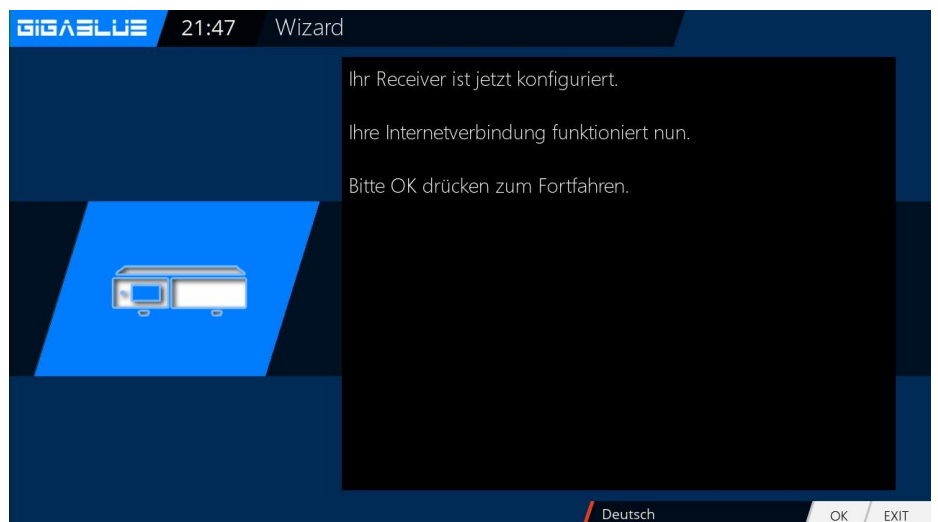 GIGABLUE 21:47 Wizard
Ihr Receiver ist jetzt konfiguriert.
Ihre Internetverbindung funktioniert nun.
Bitte OK drücken zum Fortfahren.
Deutsch OK EXIT